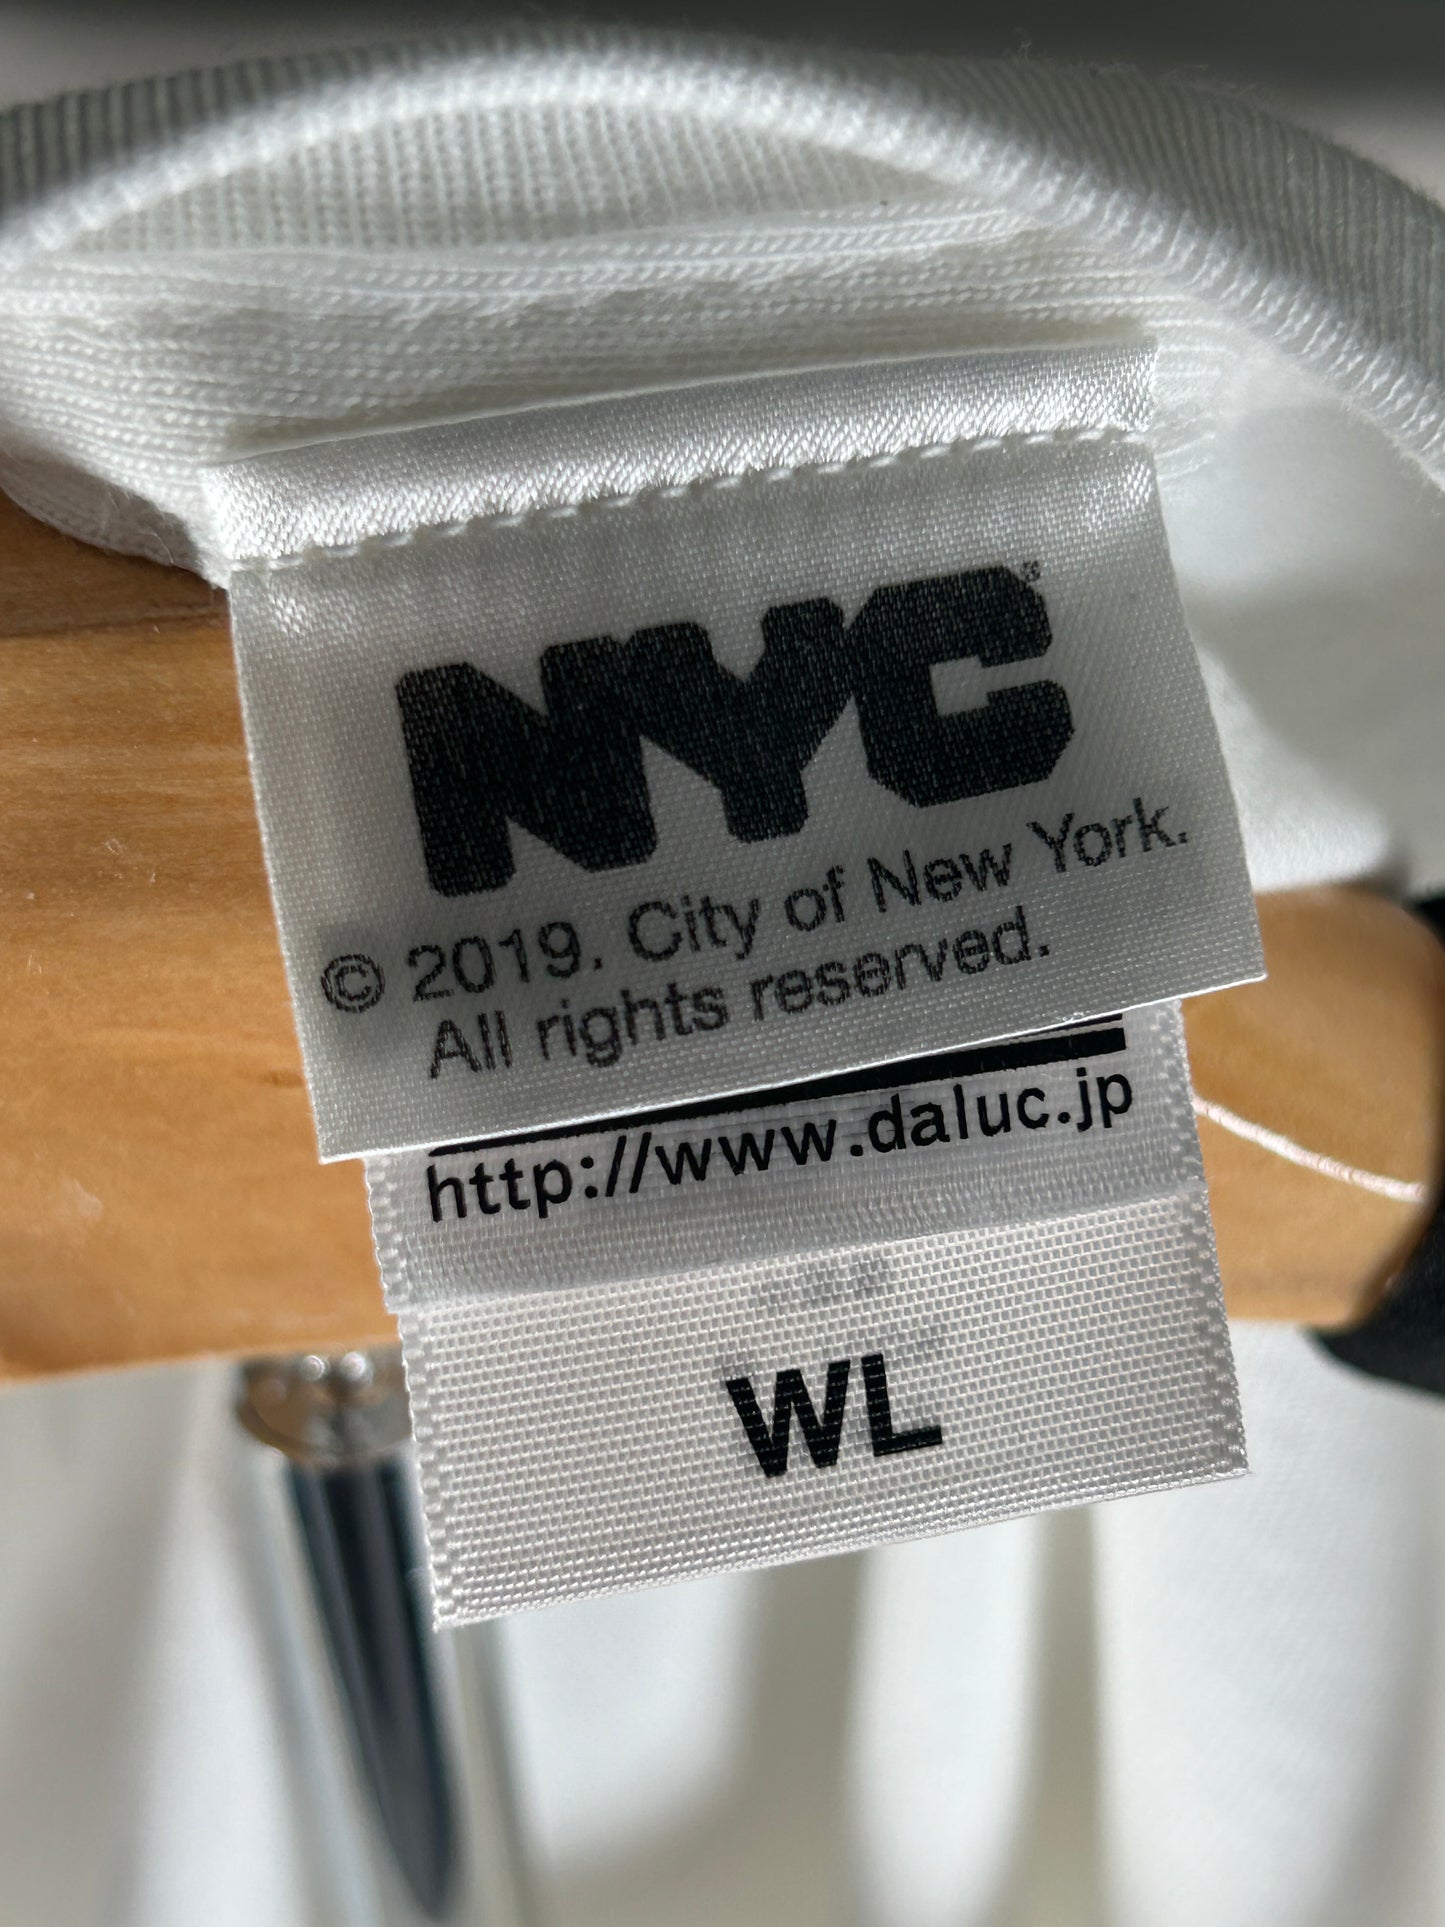 NYC®
© 2019. City of New York.
All rights reserved.
http://www.daluc.jp
WL